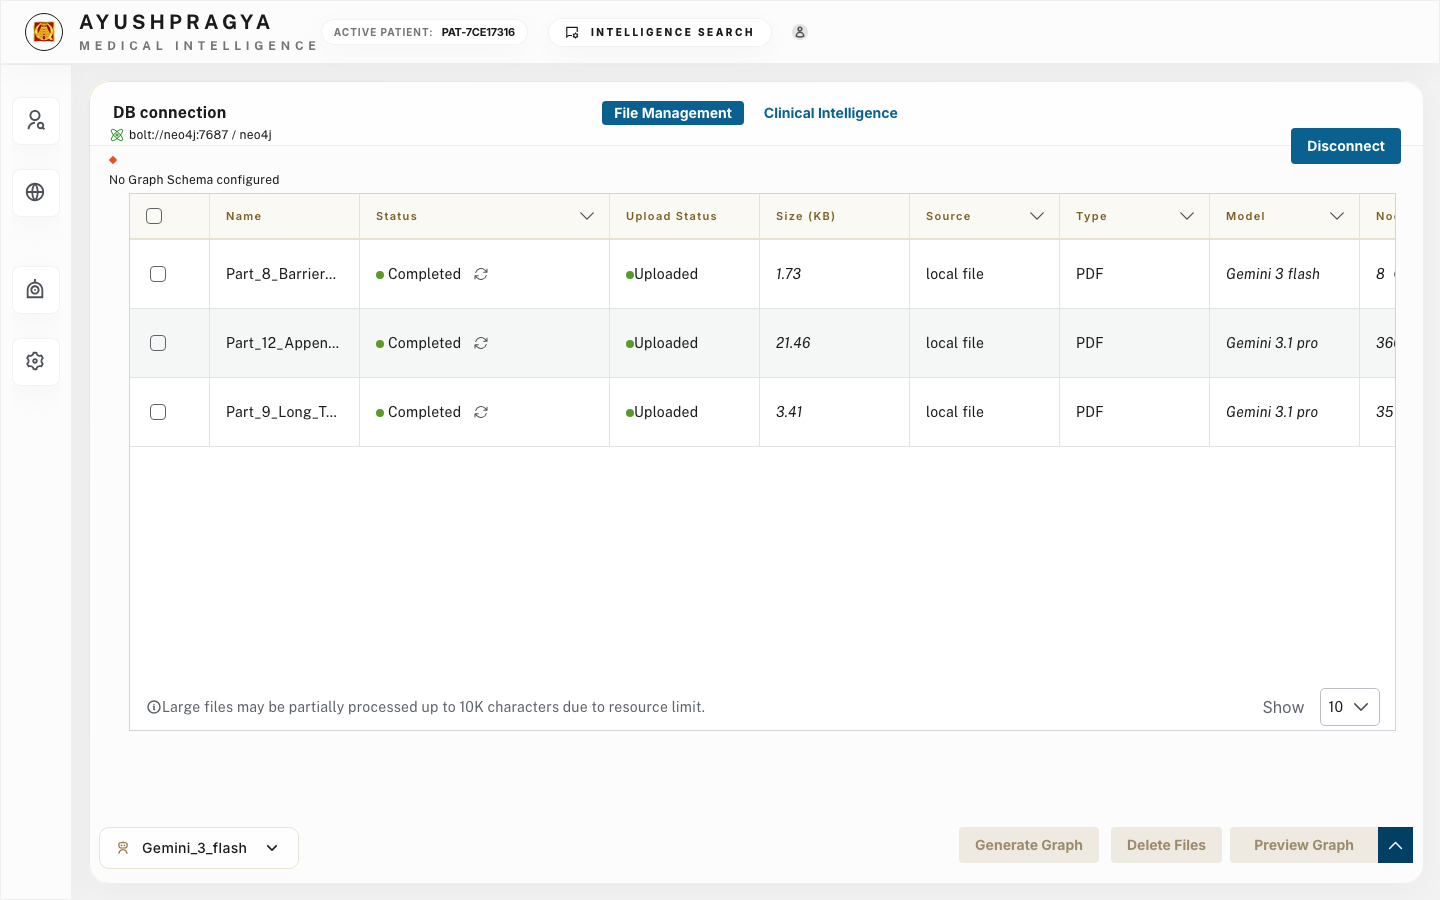 AYUSHPRAGYA
MEDICAL INTELLIGENCE
ACTIVE PATIENT: PAT-7CE17316
INTELLIGENCE SEARCH
DB connection
bolt://neo4j:7687 / neo4j
File Management
Clinical Intelligence
Disconnect
No Graph Schema configured
Name Status Upload Status Size (KB) Source Type Model
Part_8_Barrier... Completed Uploaded 1.73 local file PDF Gemini 3 flash 8
Part_12_Appen... Completed Uploaded 21.46 local file PDF Gemini 3.1 pro
Part_9_Long_T... Completed Uploaded 3.41 local file PDF Gemini 3.1 pro 35
Large files may be partially processed up to 10K characters due to resource limit.
Show 10
Gemini_3_flash
Generate Graph
Delete Files
Preview Graph